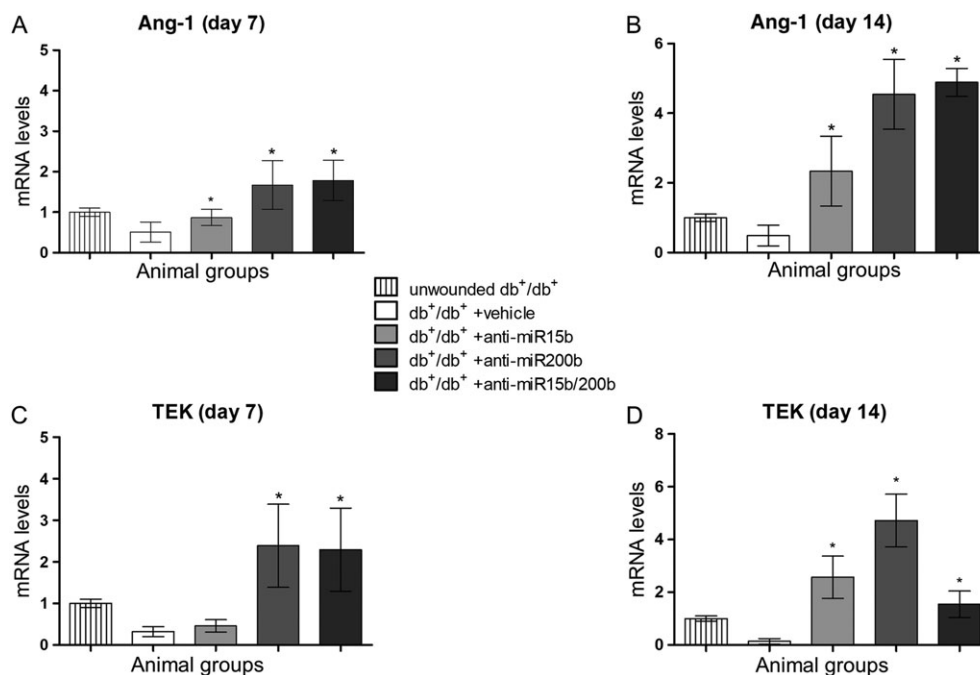 A
Ang-1 (day 7)
mRNA levels
5
4
3
2
1
0
*
*
*
Animal groups
B
Ang-1 (day 14)
mRNA levels
6
4
2
0
*
*
*
Animal groups
unwounded db⁺/db⁺
db⁺/db⁺ +vehicle
db⁺/db⁺ +anti-miR15b
db⁺/db⁺ +anti-miR200b
db⁺/db⁺ +anti-miR15b/200b
C
TEK (day 7)
mRNA levels
5
4
3
2
1
0
*
*
Animal groups
D
TEK (day 14)
mRNA levels
8
6
4
2
0
*
*
*
Animal groups